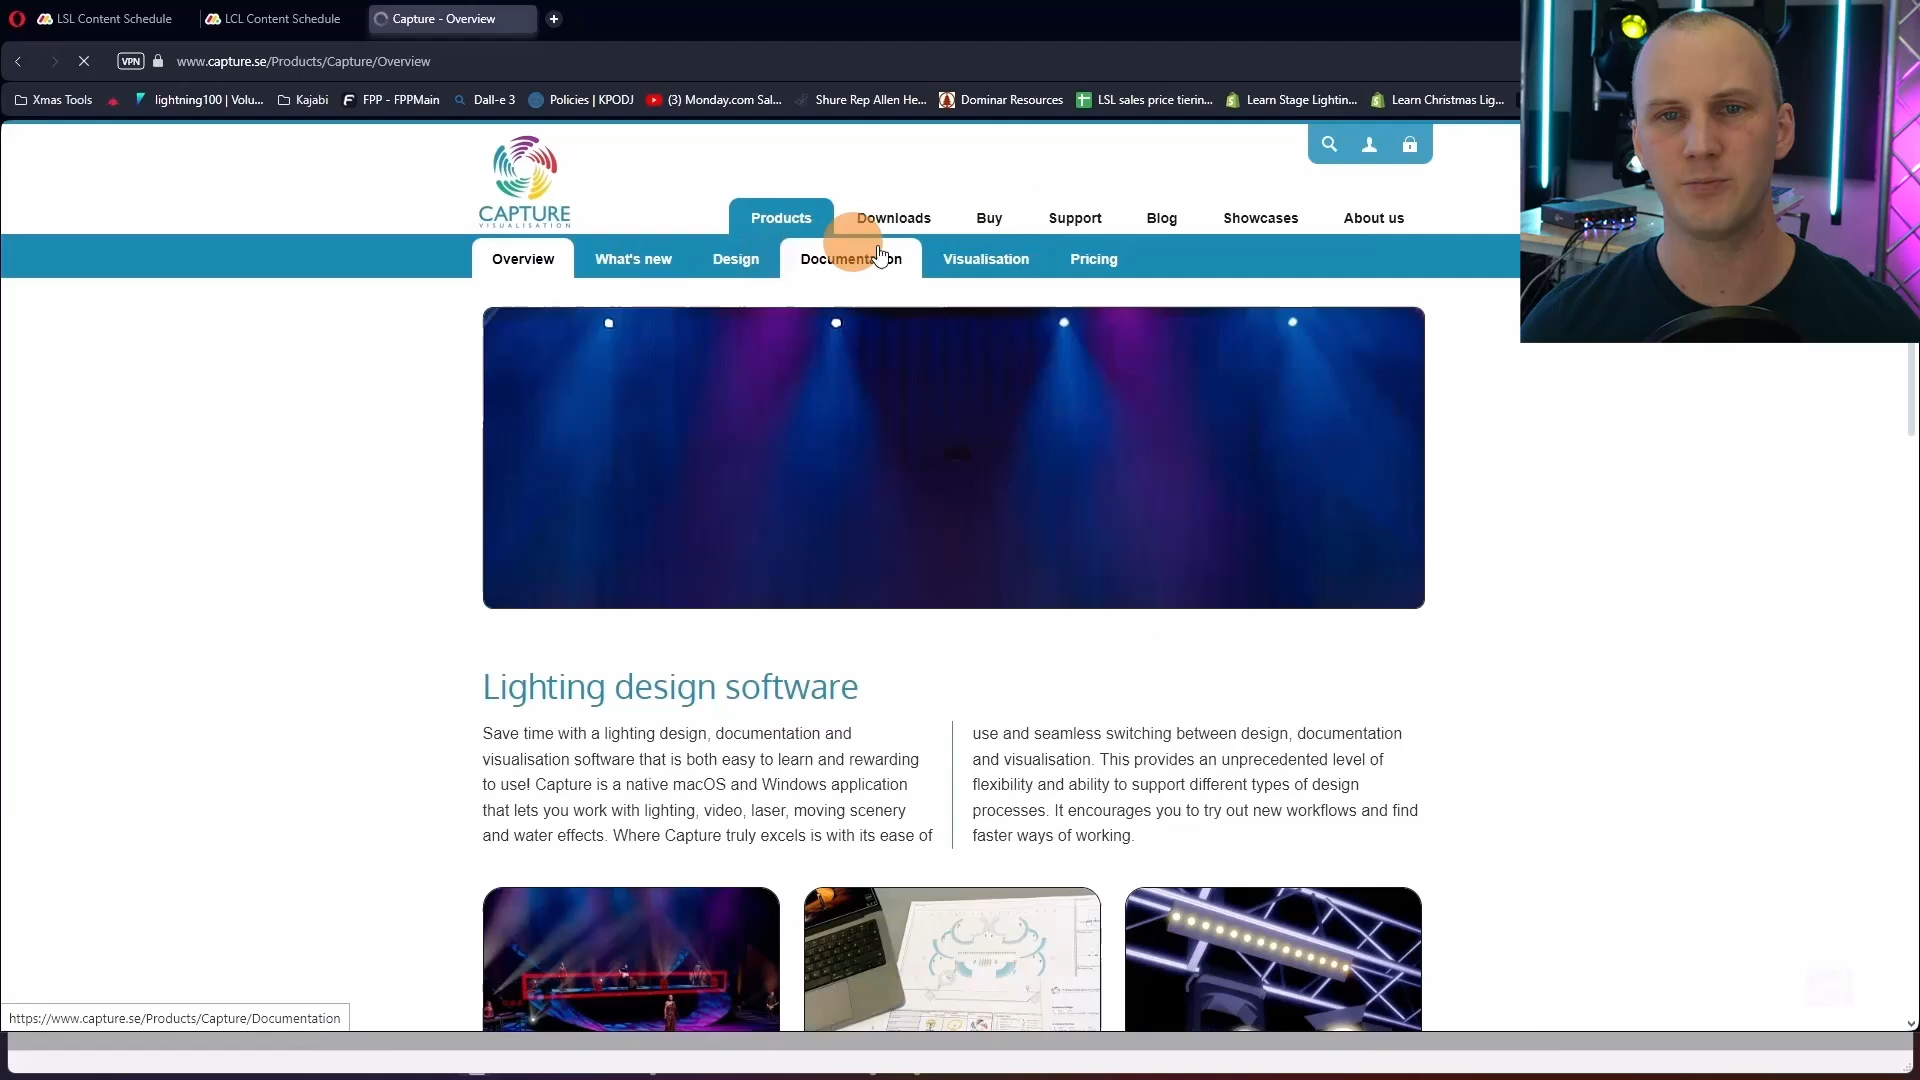 LSL Content Schedule
LCL Content Schedule
Capture - Overview
VPN
www.capture.se/Products/Capture/Overview
Xmas Tools
lightning100 | Volu...
Kajabi
FPP - FPPMain
Dall-e 3
Policies | KPODJ
(3) Monday.com Sal...
Shure Rep Allen He...
Dominar Resources
LSL sales price tierin...
Learn Stage Lightin...
Learn Christmas Lig...
CAPTURE
VISUALISATION
Products
Downloads
Buy
Support
Blog
Showcases
About us
Overview
What's new
Design
Documentation
Visualisation
Pricing
Lighting design software
Save time with a lighting design, documentation and
visualisation software that is both easy to learn and rewarding
to use! Capture is a native macOS and Windows application
that lets you work with lighting, video, laser, moving scenery
and water effects. Where Capture truly excels is with its ease of
use and seamless switching between design, documentation
and visualisation. This provides an unprecedented level of
flexibility and ability to support different types of design
processes. It encourages you to try out new workflows and find
faster ways of working.
https://www.capture.se/Products/Capture/Documentation